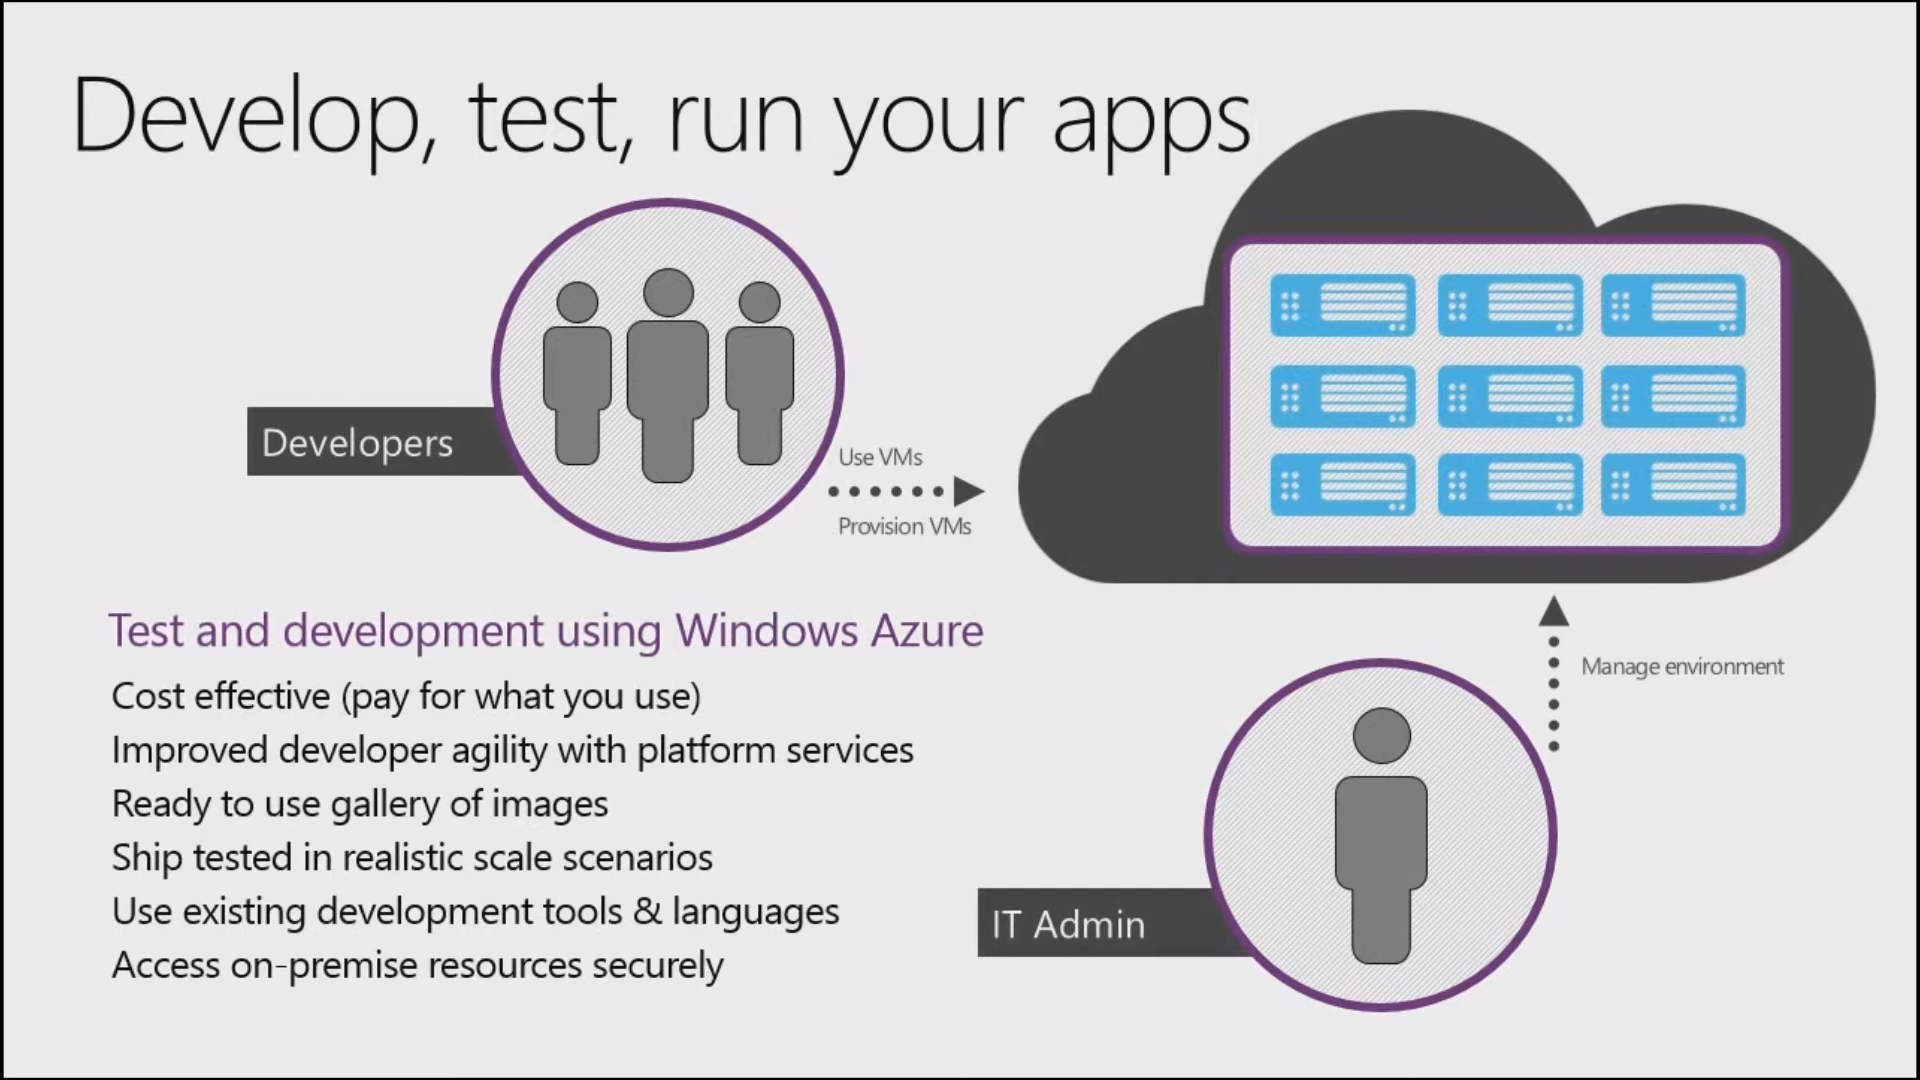 Develop, test, run your apps
Developers
Use VMs
Provision VMs
Test and development using Windows Azure
Cost effective (pay for what you use)
Improved developer agility with platform services
Ready to use gallery of images
Ship tested in realistic scale scenarios
Use existing development tools & languages
Access on-premise resources securely
Manage environment
IT Admin